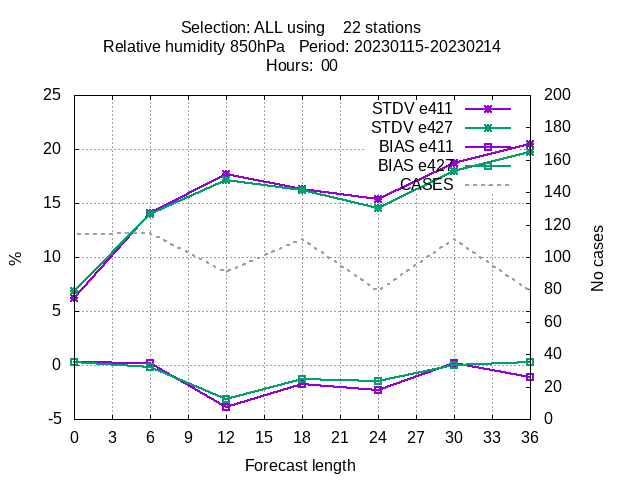 Selection: ALL using 22 stations
Relative humidity 850hPa Period: 20230115-20230214
Hours: 00
25 200
STDV e411
180
STDV e427
BIAS e411
20 160
BIAS e427
140
CASES
15
120
10 100
% No cases
80
5
60
0 40
20
-5 0
0 3 6 9 12 15 18 21 24 27 30 33 36
Forecast length